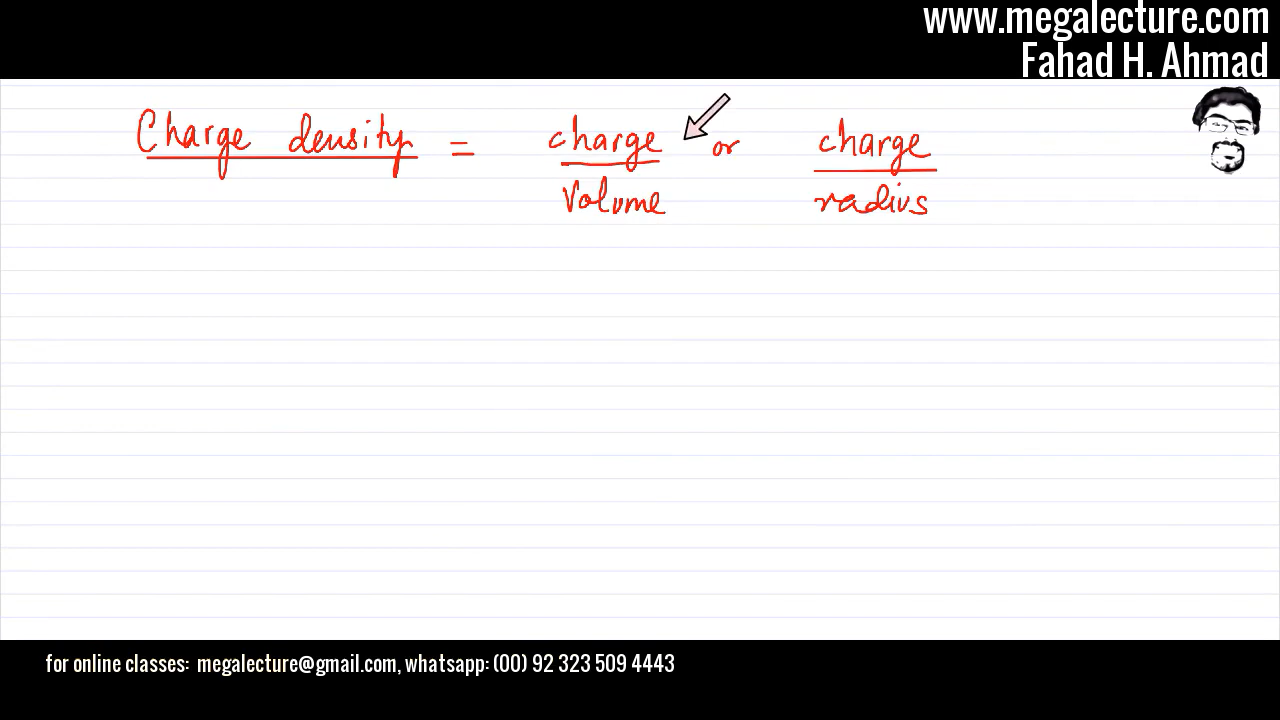 www.megalecture.com
Fahad H. Ahmad
Charge density = charge / volume or charge / radius
for online classes: megalecture@gmail.com, whatsapp: (00) 92 323 509 4443